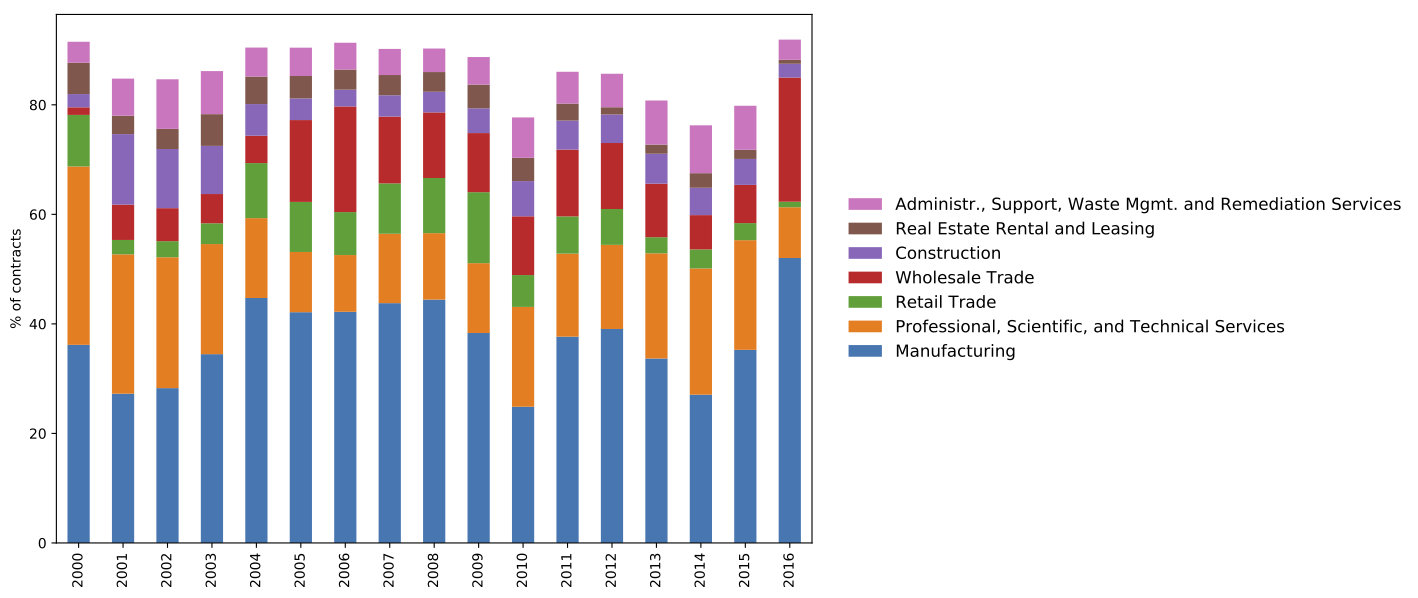 % of contracts
80
60
40
20
0
2000
2001
2002
2003
2004
2005
2006
2007
2008
2009
2010
2011
2012
2013
2014
2015
2016
Administr., Support, Waste Mgmt. and Remediation Services
Real Estate Rental and Leasing
Construction
Wholesale Trade
Retail Trade
Professional, Scientific, and Technical Services
Manufacturing